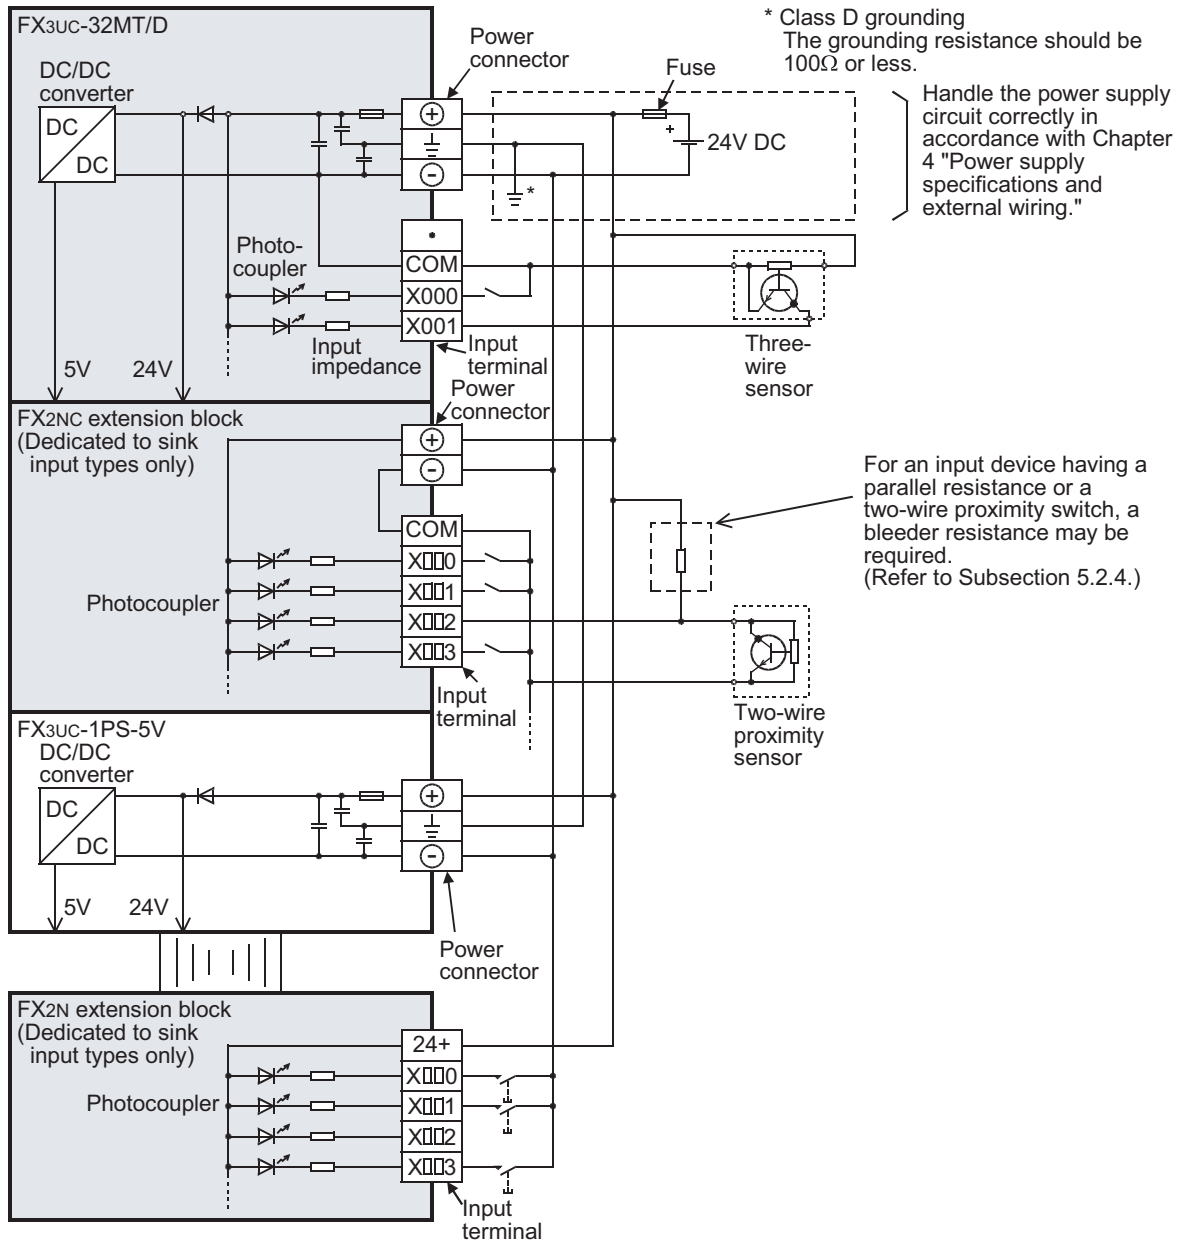 FX3UC-32MT/D
DC/DC
converter
DC
DC
Power
connector
Fuse
* Class D grounding
The grounding resistance should be
100Ω or less.
Handle the power supply
circuit correctly in
accordance with Chapter
4 "Power supply
specifications and
external wiring."
24V DC
+
*
Photo-
coupler
COM
X000
X001
Input
impedance
Input
terminal
Three-
wire
sensor
5V
24V
Power
connector
FX2NC extension block
(Dedicated to sink
input types only)
COM
X▯▯0
X▯▯1
X▯▯2
X▯▯3
Photocoupler
For an input device having a
parallel resistance or a
two-wire proximity switch, a
bleeder resistance may be
required.
(Refer to Subsection 5.2.4.)
Input
terminal
Two-wire
proximity
sensor
FX3UC-1PS-5V
DC/DC
converter
DC
DC
5V
24V
Power
connector
FX2N extension block
(Dedicated to sink
input types only)
24+
X▯▯0
X▯▯1
X▯▯2
X▯▯3
Photocoupler
Input
terminal